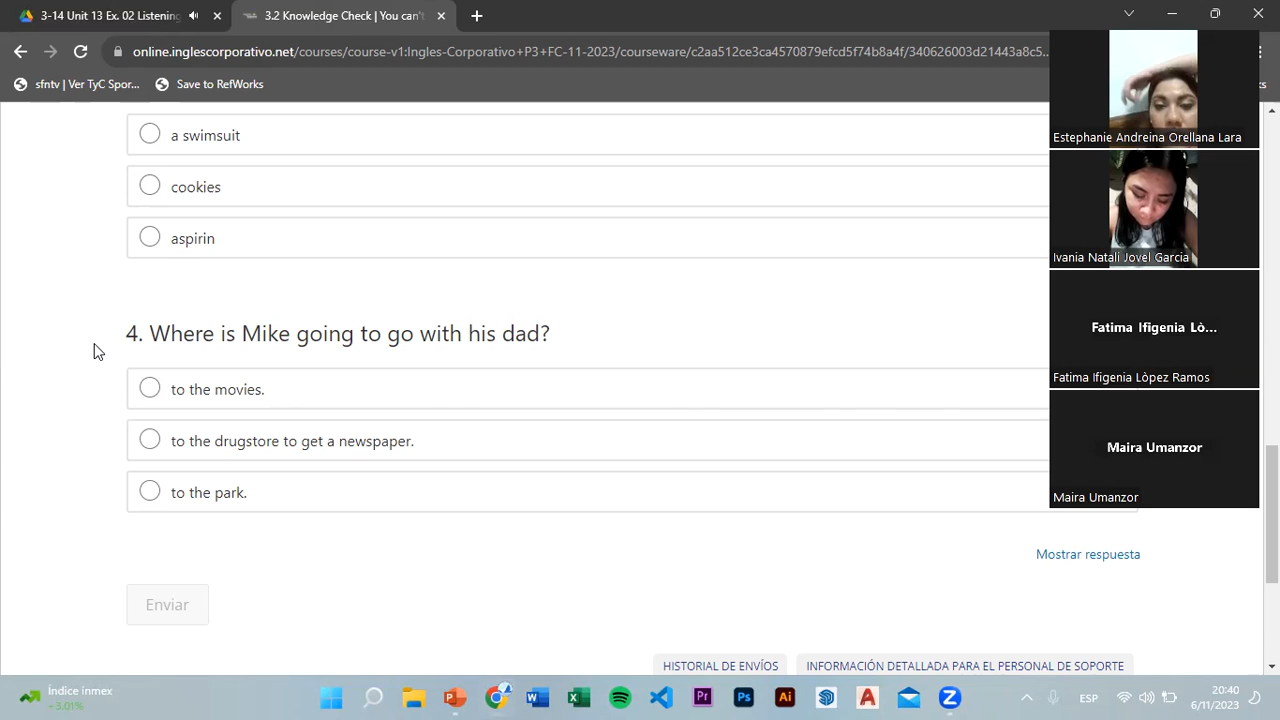 3-14 Unit 13 Ex. 02 Listening
3.2 Knowledge Check | You can't
online.inglescorporativo.net/courses/course-v1:Ingles-Corporativo+P3+FC-11-2023/courseware/c2aa512ce3ca4570879efcd5f74b8a4f/340626003d21443a8c5...
sfntv | Ver TyC Spor...
Save to RefWorks
a swimsuit
cookies
aspirin
4. Where is Mike going to go with his dad?
to the movies.
to the drugstore to get a newspaper.
to the park.
Mostrar respuesta
Enviar
HISTORIAL DE ENVÍOS
INFORMACIÓN DETALLADA PARA EL PERSONAL DE SOPORTE
Estephanie Andreina Orellana Lara
Ivania Natali Jovel Garcia
Fatima Ifigenia Lò...
Fatima Ifigenia Lòpez Ramos
Maira Umanzor
Maira Umanzor
Índice inmex
+3.01%
ESP
20:40
6/11/2023